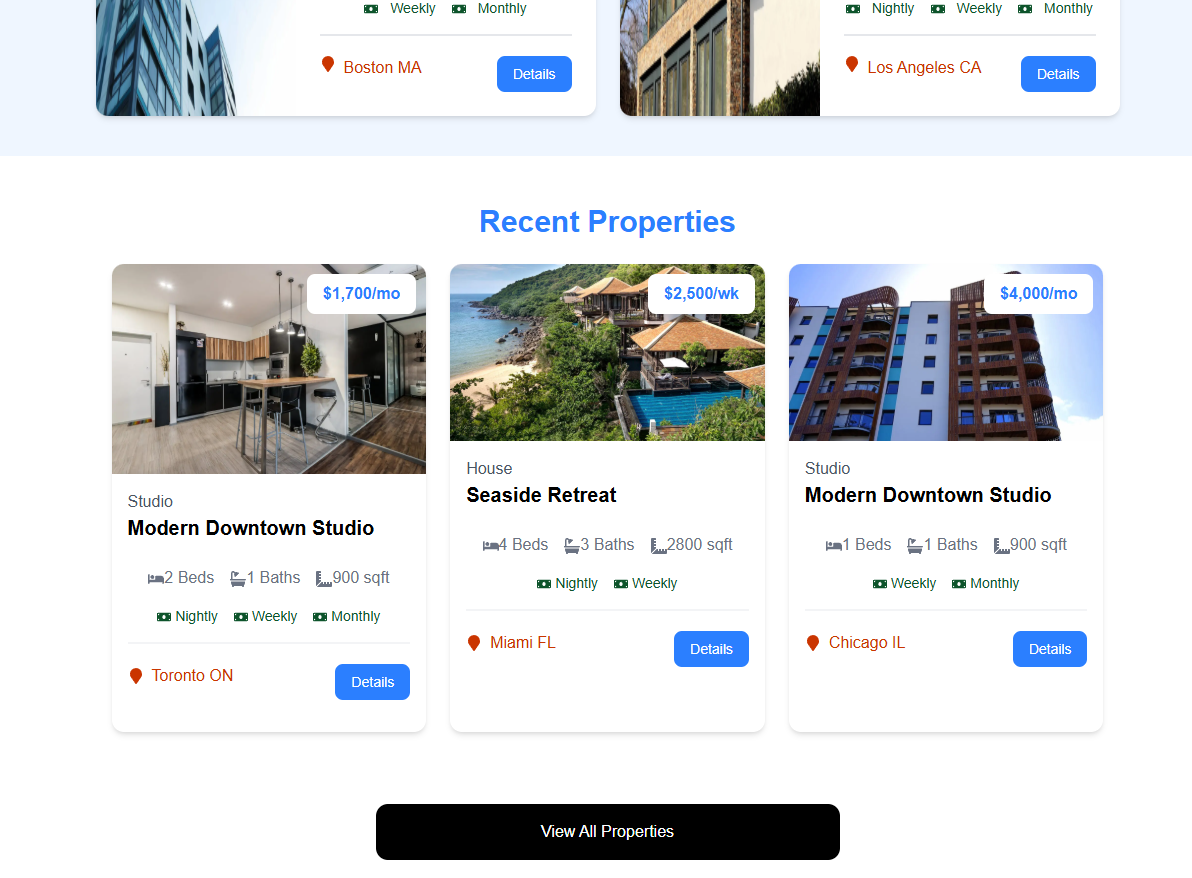 Weekly Monthly
Nightly Weekly Monthly
Boston MA
Details
Los Angeles CA
Details
Recent Properties
$1,700/mo
Studio
Modern Downtown Studio
2 Beds 1 Baths 900 sqft
Nightly Weekly Monthly
Toronto ON
Details
$2,500/wk
House
Seaside Retreat
4 Beds 3 Baths 2800 sqft
Nightly Weekly
Miami FL
Details
$4,000/mo
Studio
Modern Downtown Studio
1 Beds 1 Baths 900 sqft
Weekly Monthly
Chicago IL
Details
View All Properties